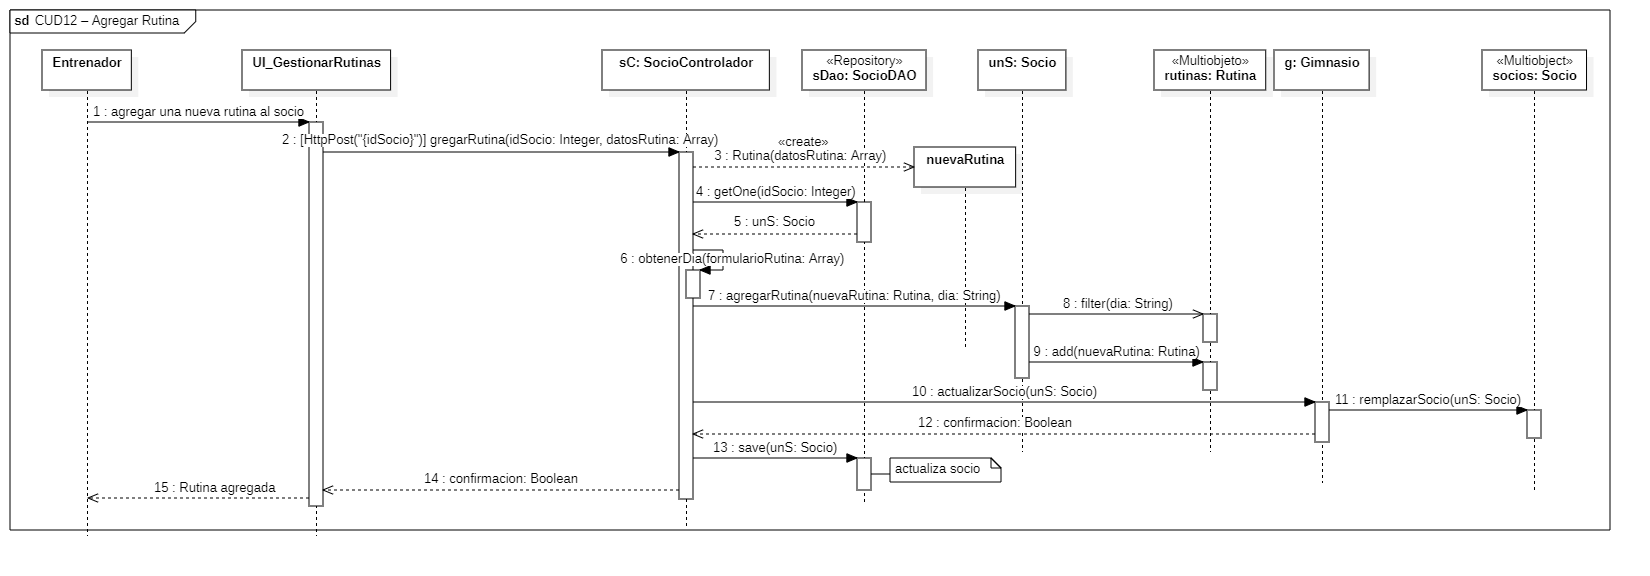 sd CUD12 – Agregar Rutina
Entrenador
UI_GestionarRutinas
sC: SocioControlador
«Repository»
sDao: SocioDAO
unS: Socio
«Multiobjeto»
rutinas: Rutina
g: Gimnasio
«Multiobject»
socios: Socio
1 : agregar una nueva rutina al socio
2 : [HttpPost("{idSocio}")] gregarRutina(idSocio: Integer, datosRutina: Array)
«create»
3 : Rutina(datosRutina: Array)
nuevaRutina
4 : getOne(idSocio: Integer)
5 : unS: Socio
6 : obtenerDia(formularioRutina: Array)
7 : agregarRutina(nuevaRutina: Rutina, dia: String)
8 : filter(dia: String)
9 : add(nuevaRutina: Rutina)
10 : actualizarSocio(unS: Socio)
11 : remplazarSocio(unS: Socio)
12 : confirmacion: Boolean
13 : save(unS: Socio)
actualiza socio
14 : confirmacion: Boolean
15 : Rutina agregada